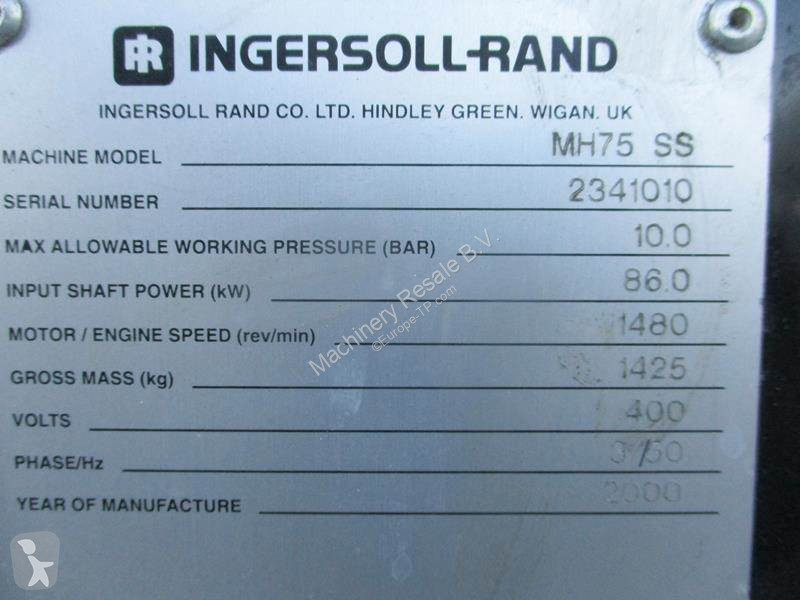 IR INGERSOLL-RAND
INGERSOLL RAND CO. LTD. HINDLEY GREEN. WIGAN. UK
MACHINE MODEL MH75 SS
SERIAL NUMBER 2341010
MAX ALLOWABLE WORKING PRESSURE (BAR) 10.0
INPUT SHAFT POWER (kW) 86.0
MOTOR / ENGINE SPEED (rev/min) 1480
GROSS MASS (kg) 1425
VOLTS 400
PHASE/Hz 3/50
YEAR OF MANUFACTURE 2000
Machinery Resale B.V.
©Europe-TP.com